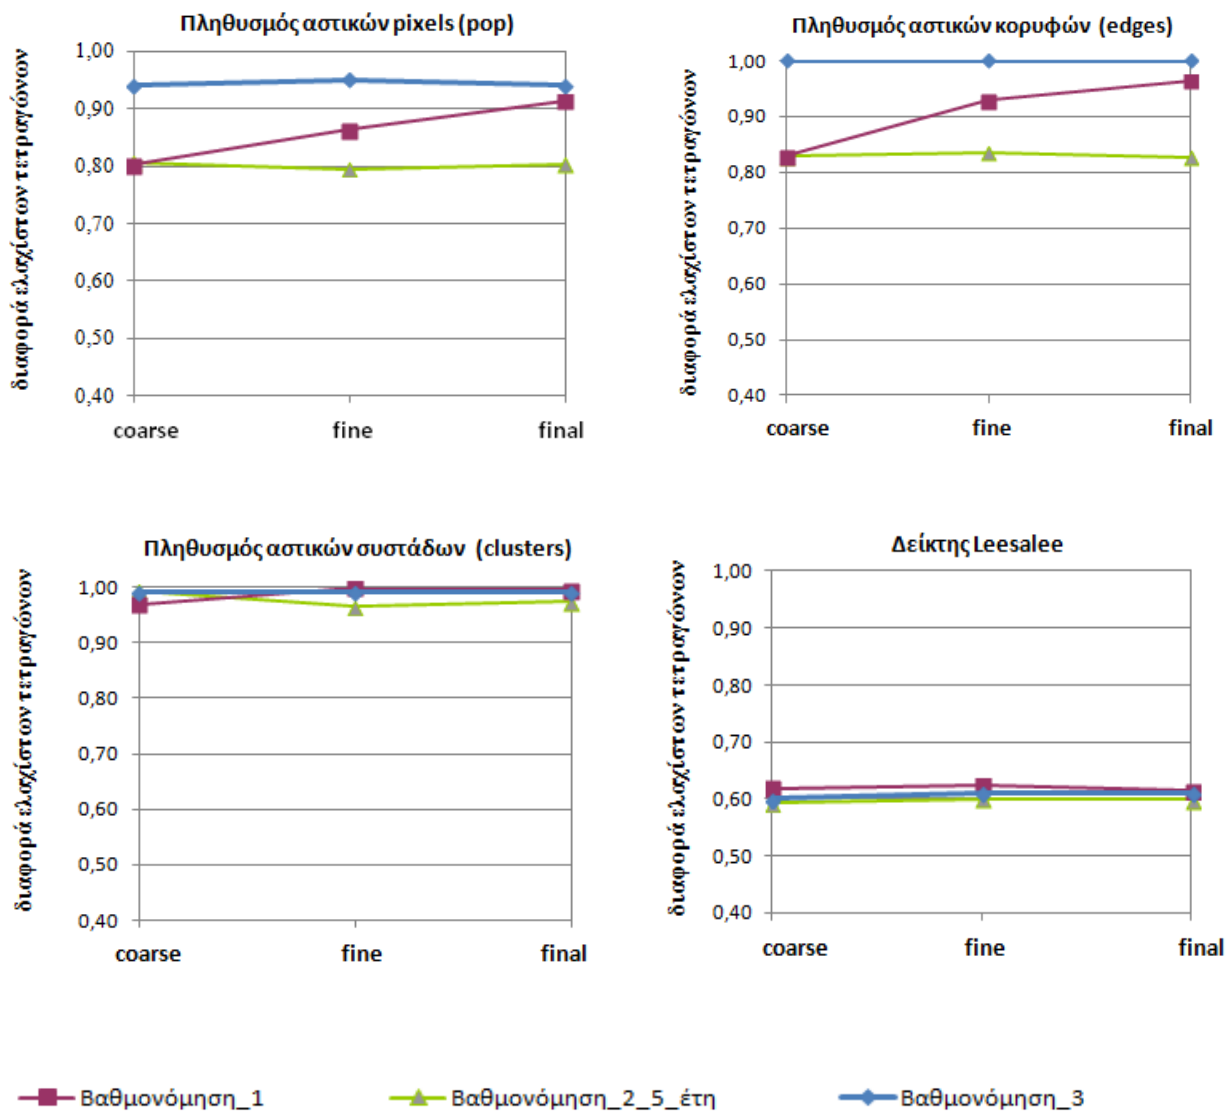 Πληθυσμός αστικών pixels (pop)
διαφορά ελαχίστων τετραγώνων
1,00
0,90
0,80
0,70
0,60
0,50
0,40
coarse fine final
Πληθυσμός αστικών κορυφών (edges)
διαφορά ελαχίστων τετραγώνων
1,00
0,90
0,80
0,70
0,60
0,50
0,40
coarse fine final
Πληθυσμός αστικών συστάδων (clusters)
διαφορά ελαχίστων τετραγώνων
1,00
0,90
0,80
0,70
0,60
0,50
0,40
coarse fine final
Δείκτης Leesalee
διαφορά ελαχίστων τετραγώνων
1,00
0,90
0,80
0,70
0,60
0,50
0,40
coarse fine final
Βαθμονόμηση_1 Βαθμονόμηση_2_5_έτη Βαθμονόμηση_3